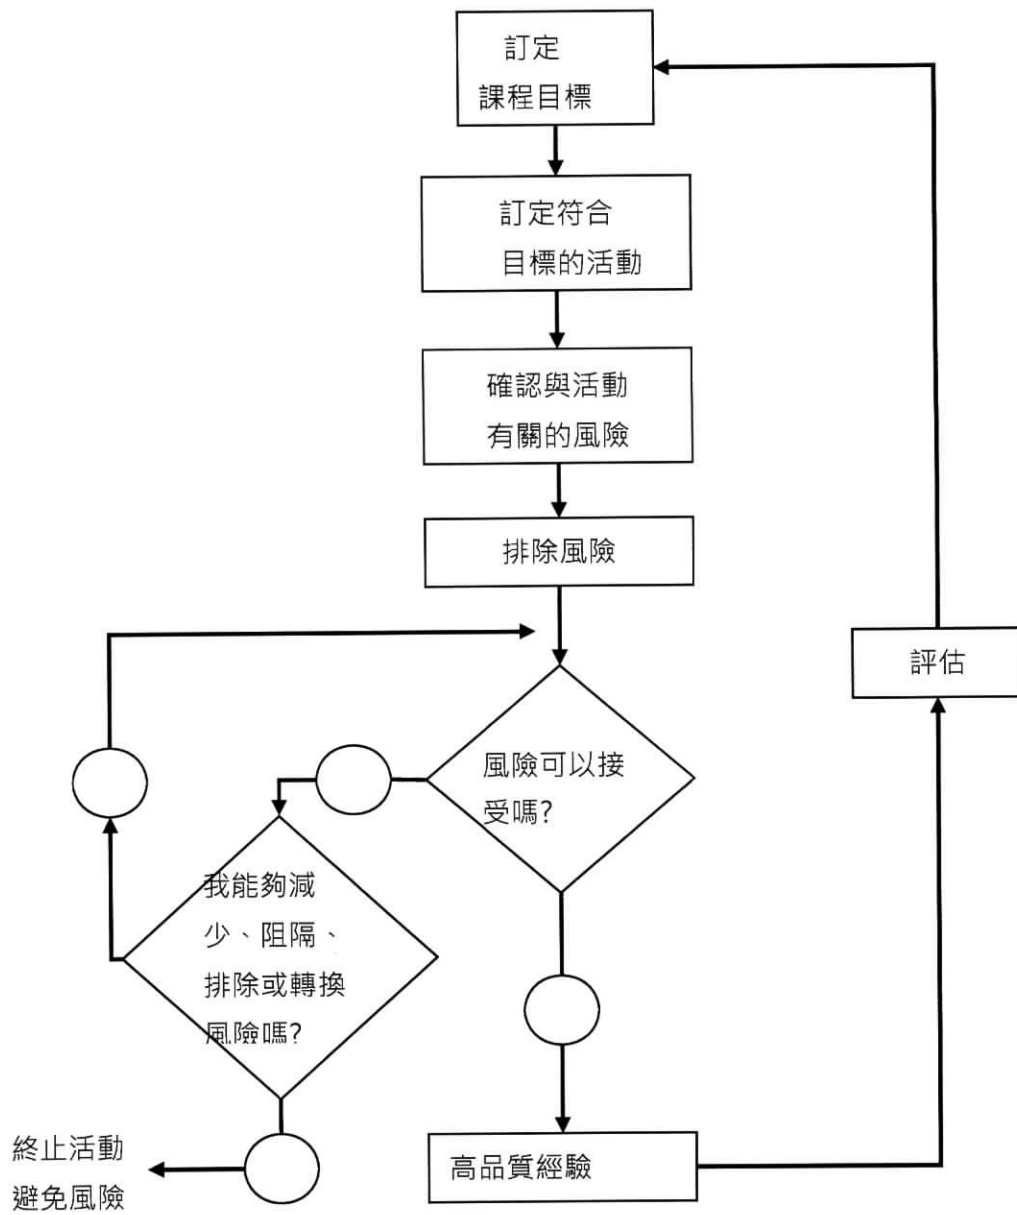 訂定
課程目標
訂定符合
目標的活動
確認與活動
有關的風險
排除風險
評估
風險可以接
受嗎?
我能夠減
少、阻隔、
排除或轉換
風險嗎?
高品質經驗
終止活動
避免風險